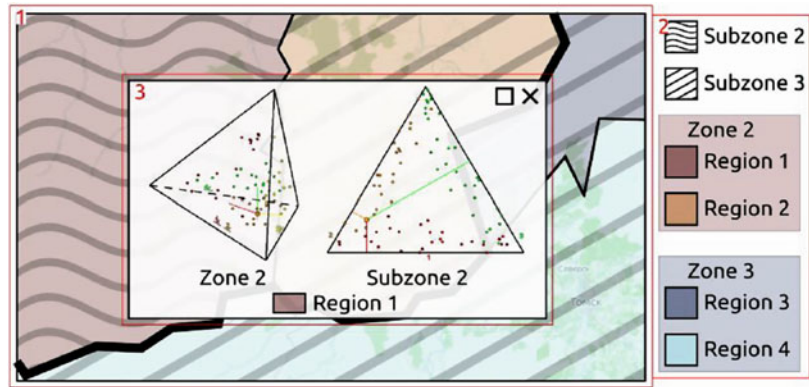 1
2
Subzone 2
Subzone 3
Zone 2
Region 1
Region 2
Zone 3
Region 3
Region 4
3
Zone 2
Subzone 2
Region 1
Томск